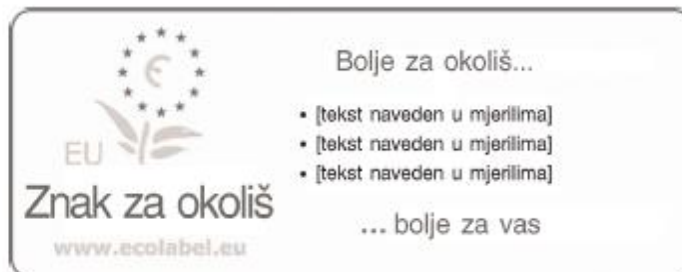 EU
Znak za okoliš
www.ecolabel.eu
Bolje za okoliš...
• [tekst naveden u mjerilima]
• [tekst naveden u mjerilima]
• [tekst naveden u mjerilima]
... bolje za vas